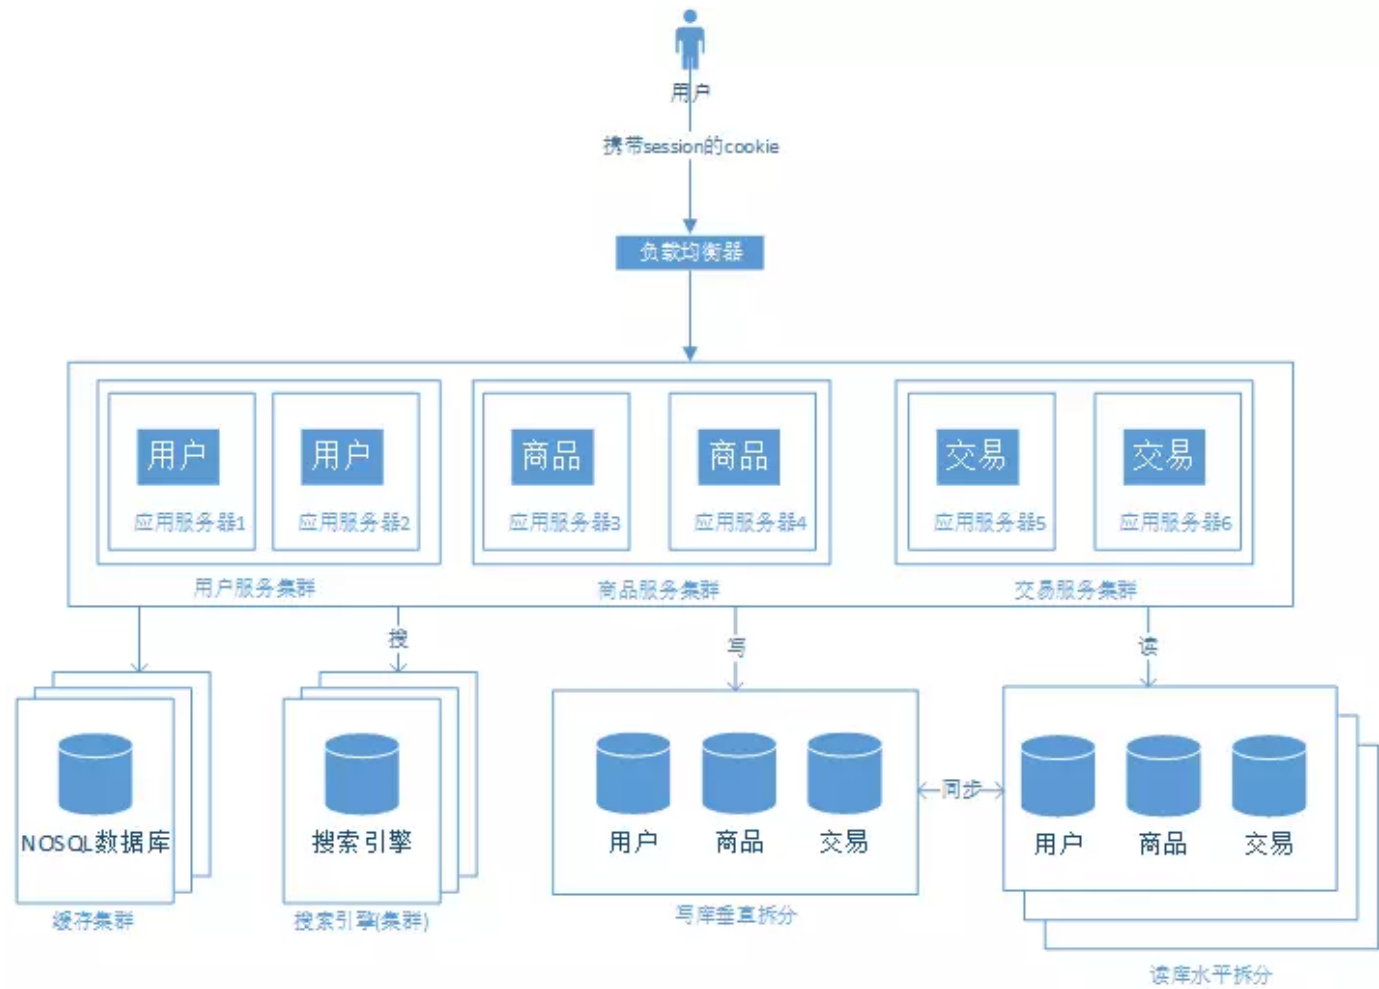 用户
携带session的cookie
负载均衡器
用户
用户
商品
商品
交易
交易
应用服务器1
应用服务器2
应用服务器3
应用服务器4
应用服务器5
应用服务器6
用户服务集群
商品服务集群
交易服务集群
搜
写
读
同步
NOSQL数据库
搜索引擎
用户
商品
交易
用户
商品
交易
缓存集群
搜索引擎(集群)
写库垂直拆分
读库水平拆分